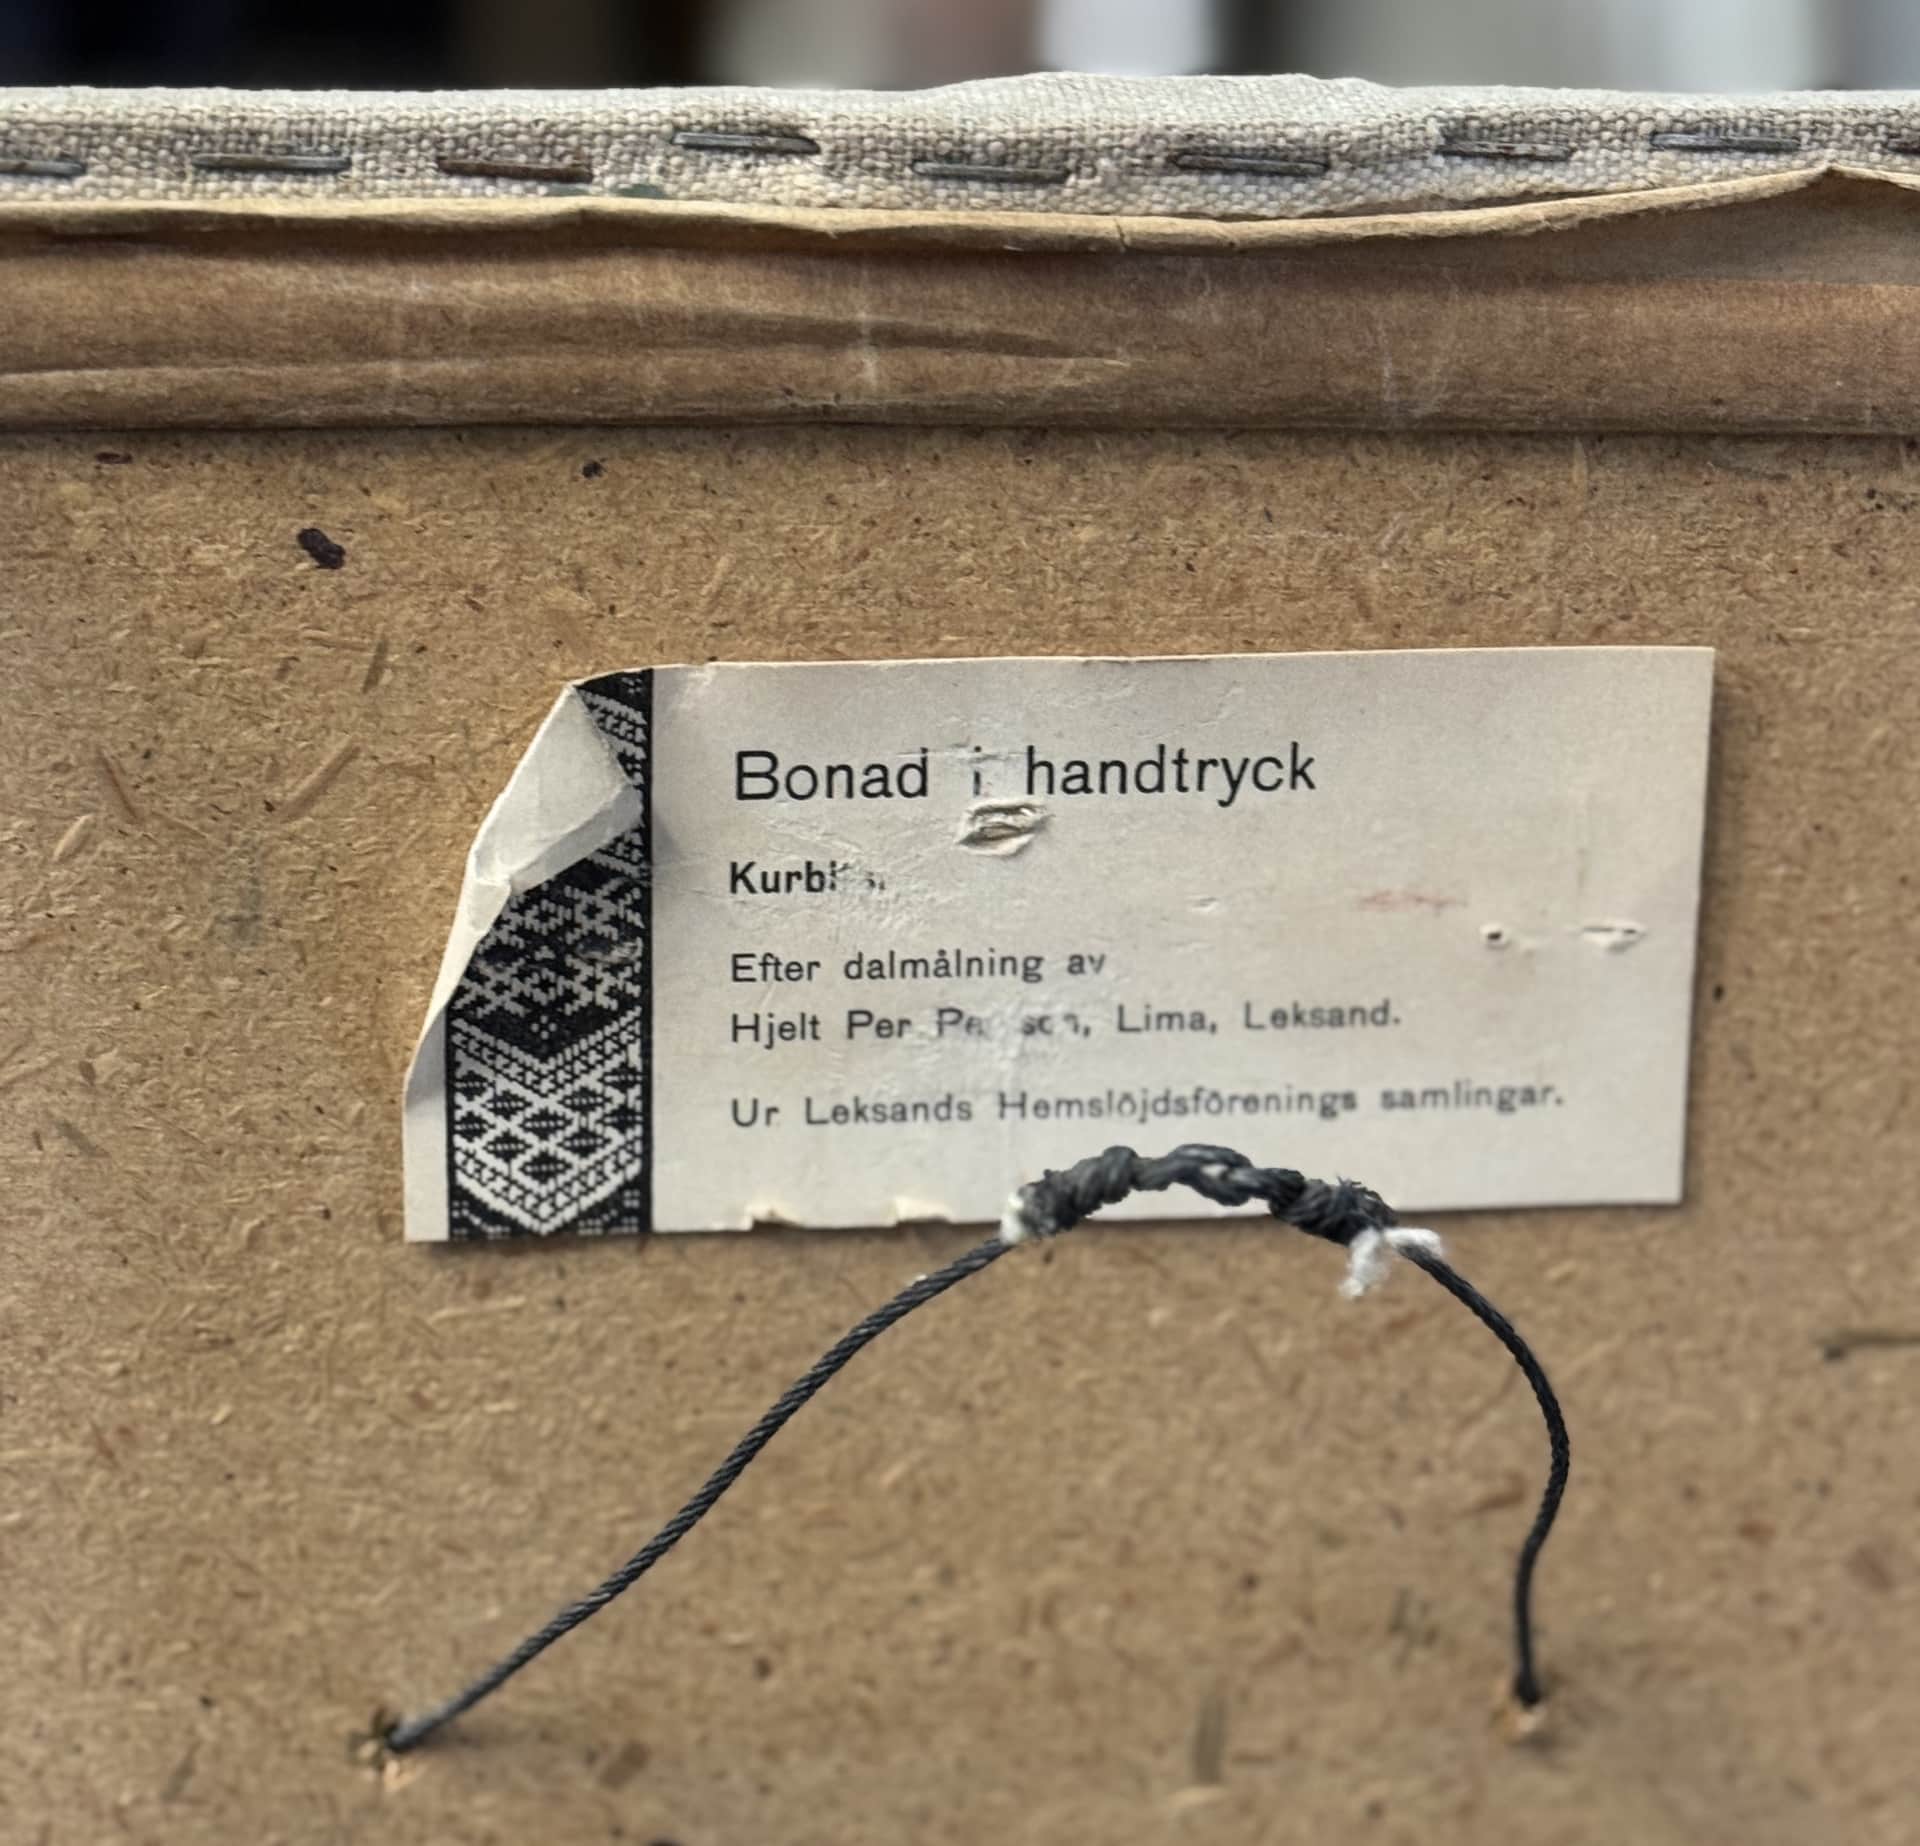 Bonad i handtryck
Efter dalmålning av
Hjelt Per Lima, Leksand.
Ur Leksands Hemslöjdsförenings samlingar.